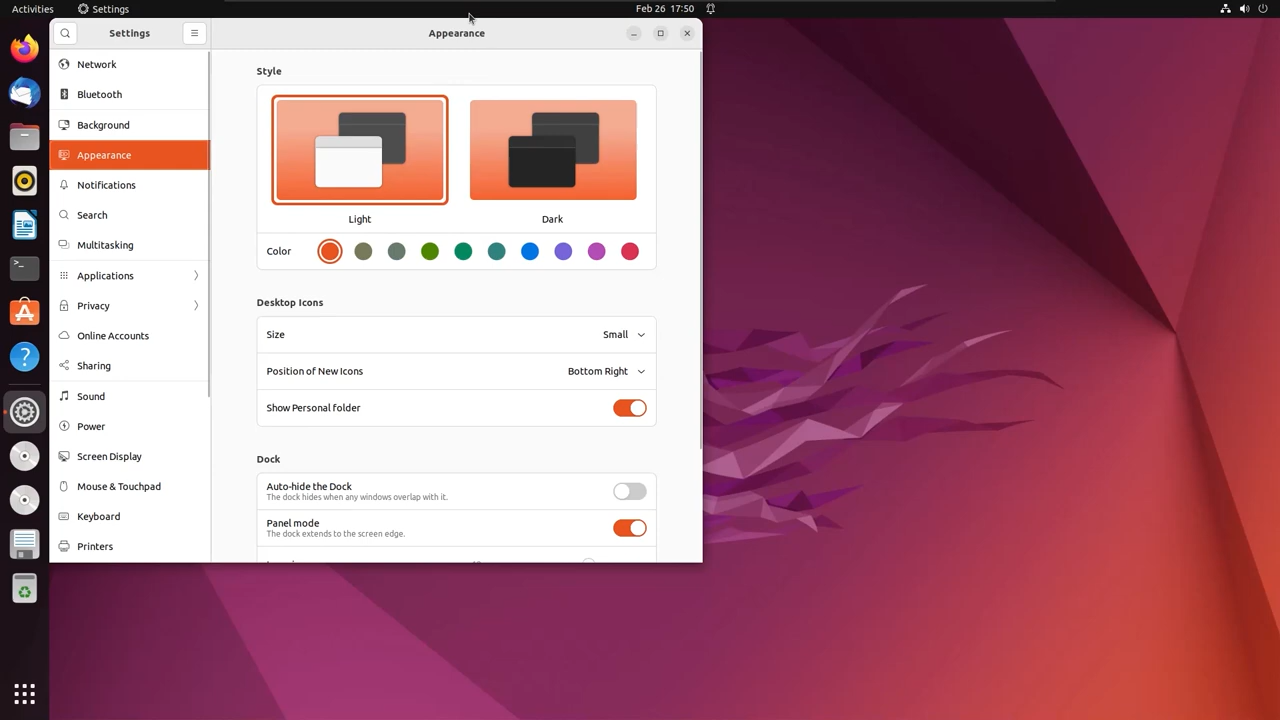 Activities
Settings
Feb 26 17:50
Settings
Appearance
Network
Bluetooth
Background
Appearance
Notifications
Search
Multitasking
Applications
Privacy
Online Accounts
Sharing
Sound
Power
Screen Display
Mouse & Touchpad
Keyboard
Printers
Style
Light
Dark
Color
Desktop Icons
Size
Small
Position of New Icons
Bottom Right
Show Personal folder
Dock
Auto-hide the Dock
The dock hides when any windows overlap with it.
Panel mode
The dock extends to the screen edge.